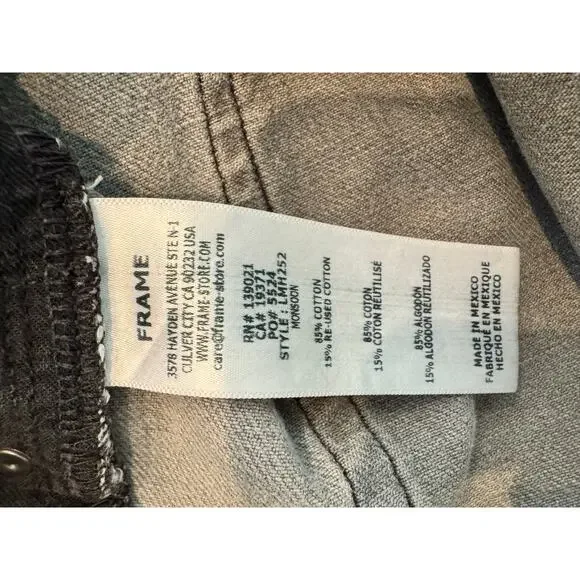 FRAME
3578 HAYDEN AVENUE STE N-1
CULVER CITY CA 90232 USA
WWW.FRAME-STORE.COM
care@frame-store.com
RN# 139021
CA# 19371
PO# 5524
STYLE : LMH252
MONSOON
85% COTTON
15% RE-USED COTTON
85% COTON
15% COTON RÉUTILISÉ
85% ALGODÓN
15% ALGODON REUTILIZADO
MADE IN MEXICO
FABRIQUÉ EN MEXIQUE
HECHO EN MEXICO